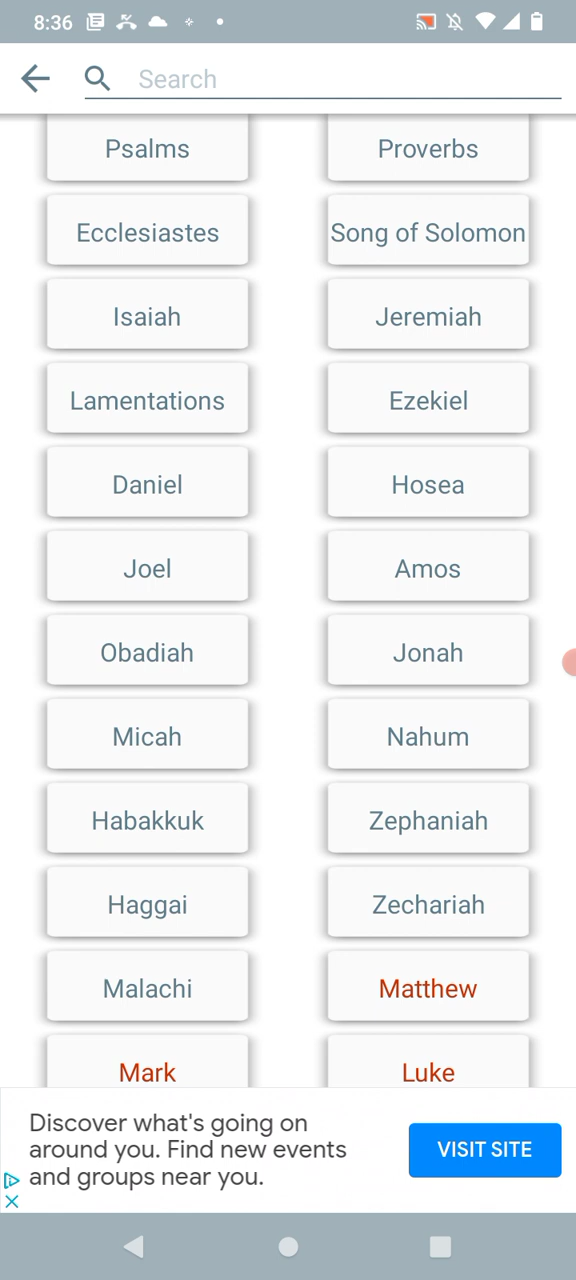 8:36
Search
Psalms
Proverbs
Ecclesiastes
Song of Solomon
Isaiah
Jeremiah
Lamentations
Ezekiel
Daniel
Hosea
Joel
Amos
Obadiah
Jonah
Micah
Nahum
Habakkuk
Zephaniah
Haggai
Zechariah
Malachi
Matthew
Mark
Luke
Discover what's going on
around you. Find new events
and groups near you.
VISIT SITE